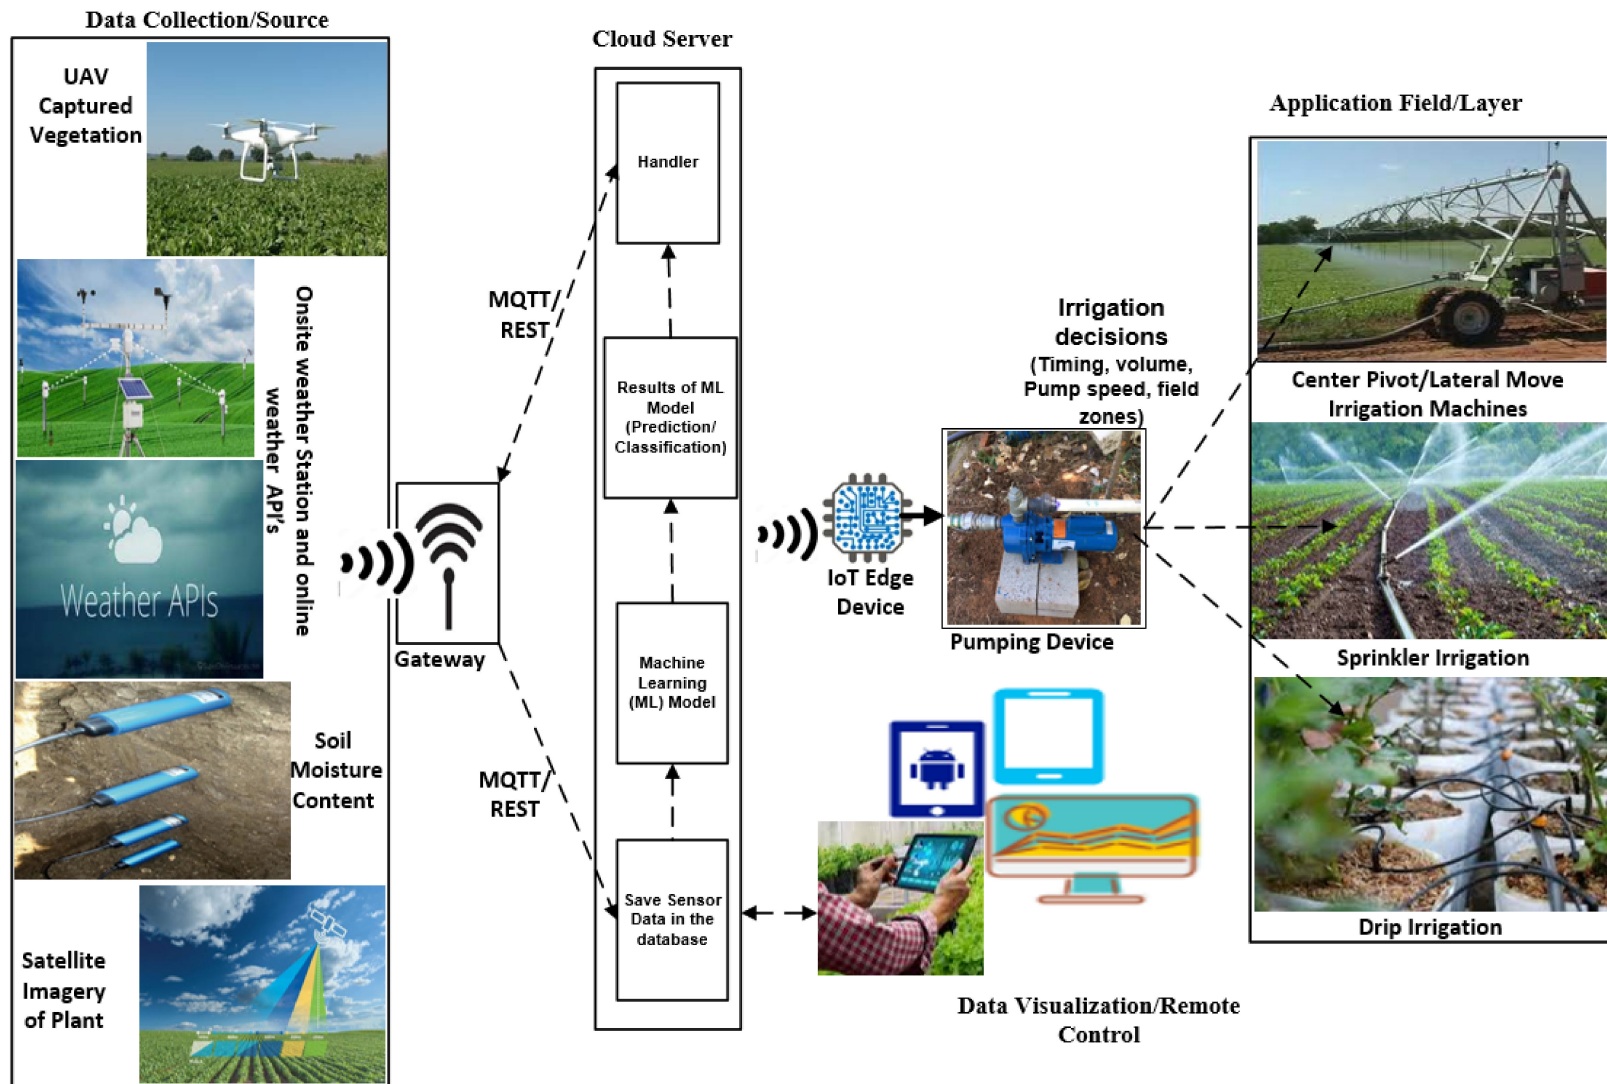 Data Collection/Source
UAV
Captured
Vegetation
Onsite weather Station and online
weather API's
Weather APIs
Soil
Moisture
Content
Satellite
Imagery
of Plant
Gateway
MQTT/
REST
MQTT/
REST
Cloud Server
Handler
Results of ML
Model
(Prediction/
Classification)
Machine
Learning
(ML) Model
Save Sensor
Data in the
database
IoT Edge
Device
Irrigation
decisions
(Timing, volume,
Pump speed, field
zones)
Pumping Device
Data Visualization/Remote
Control
Application Field/Layer
Center Pivot/Lateral Move
Irrigation Machines
Sprinkler Irrigation
Drip Irrigation